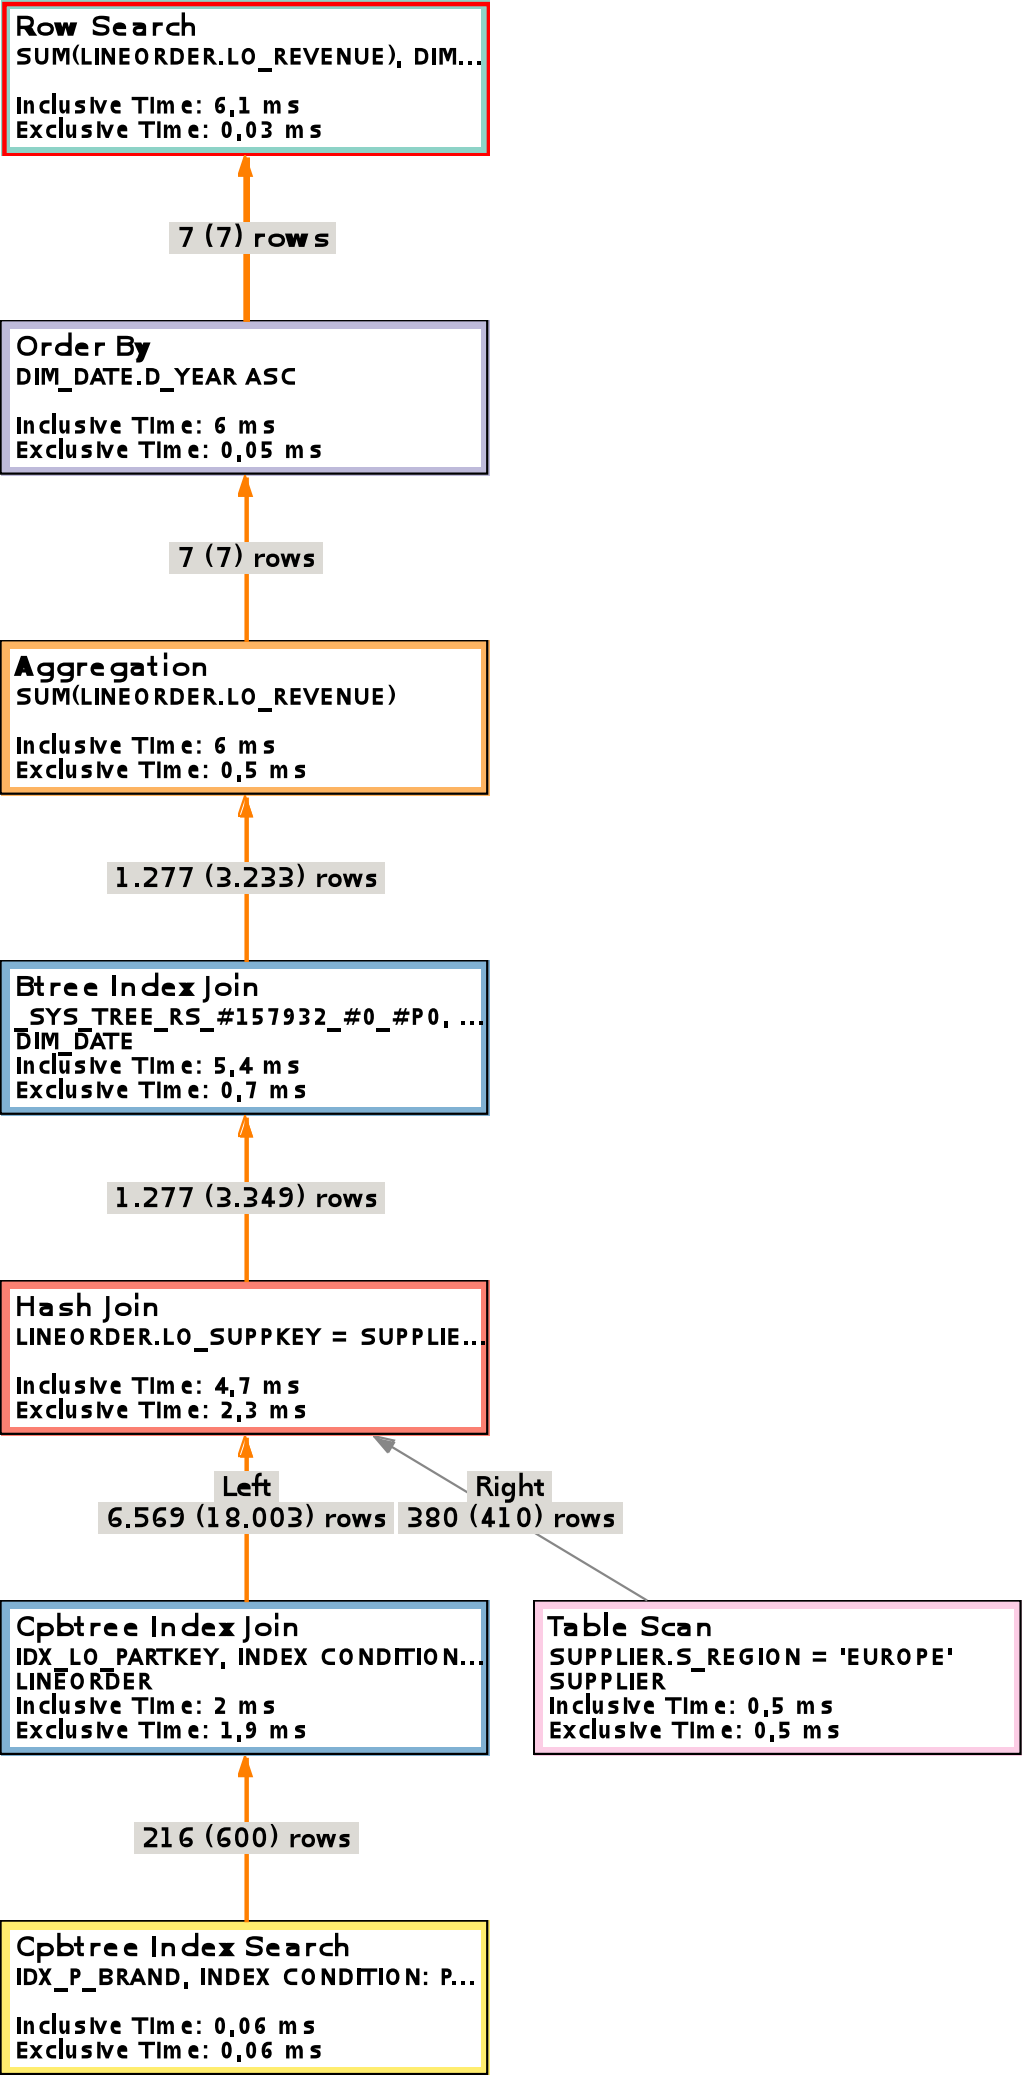 Row Search
SUM(LINEORDER.LO_REVENUE), DIM...
Inclusive Time: 6,1 ms
Exclusive Time: 0,03 ms
7 (7) rows
Order By
DIM_DATE.D_YEAR ASC
Inclusive Time: 6 ms
Exclusive Time: 0,05 ms
7 (7) rows
Aggregation
SUM(LINEORDER.LO_REVENUE)
Inclusive Time: 6 ms
Exclusive Time: 0,5 ms
1.277 (3.233) rows
Btree Index Join
_SYS_TREE_RS_#157932_#0_#P0, ...
DIM_DATE
Inclusive Time: 5,4 ms
Exclusive Time: 0,7 ms
1.277 (3.349) rows
Hash Join
LINEORDER.LO_SUPPKEY = SUPPLIE...
Inclusive Time: 4,7 ms
Exclusive Time: 2,3 ms
Left
6.569 (18.003) rows
Right
380 (410) rows
Cpbtree Index Join
IDX_LO_PARTKEY, INDEX CONDITION...
LINEORDER
Inclusive Time: 2 ms
Exclusive Time: 1,9 ms
Table Scan
SUPPLIER.S_REGION = 'EUROPE'
SUPPLIER
Inclusive Time: 0,5 ms
Exclusive Time: 0,5 ms
216 (600) rows
Cpbtree Index Search
IDX_P_BRAND, INDEX CONDITION: P...
Inclusive Time: 0,06 ms
Exclusive Time: 0,06 ms